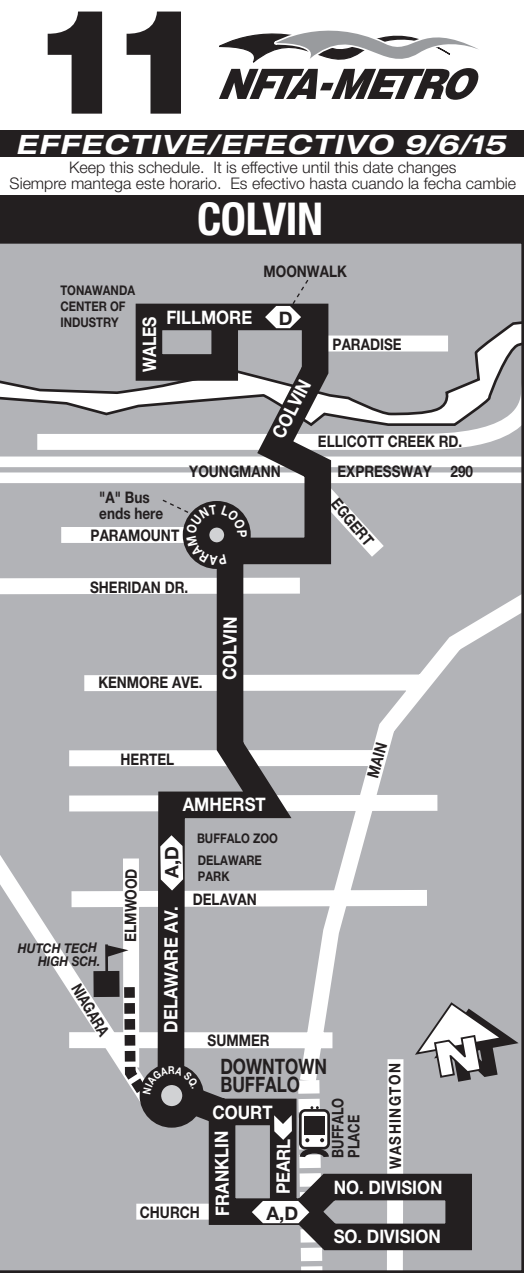 11
NFTA-METRO
EFFECTIVE/EFECTIVO 9/6/15
Keep this schedule. It is effective until this date changes
Siempre mantega este horario. Es efectivo hasta cuando la fecha cambie
COLVIN
MOONWALK
TONAWANDA
CENTER OF
INDUSTRY
WALES
FILLMORE
D
PARADISE
COLVIN
ELLICOTT CREEK RD.
YOUNGMANN EXPRESSWAY 290
"A" Bus
ends here
EGGERT
PARAMOUNT
PARAMOUNT LOOP
SHERIDAN DR.
COLVIN
KENMORE AVE.
HERTEL
MAIN
AMHERST
A,D
BUFFALO ZOO
DELAWARE
PARK
ELMWOOD
DELAVAN
DELAWARE AV.
HUTCH TECH
HIGH SCH.
NIAGARA
SUMMER
N
NIAGARA SQ.
DOWNTOWN
BUFFALO
COURT
FRANKLIN
PEARL
BUFFALO
PLACE
WASHINGTON
NO. DIVISION
CHURCH
A,D
SO. DIVISION